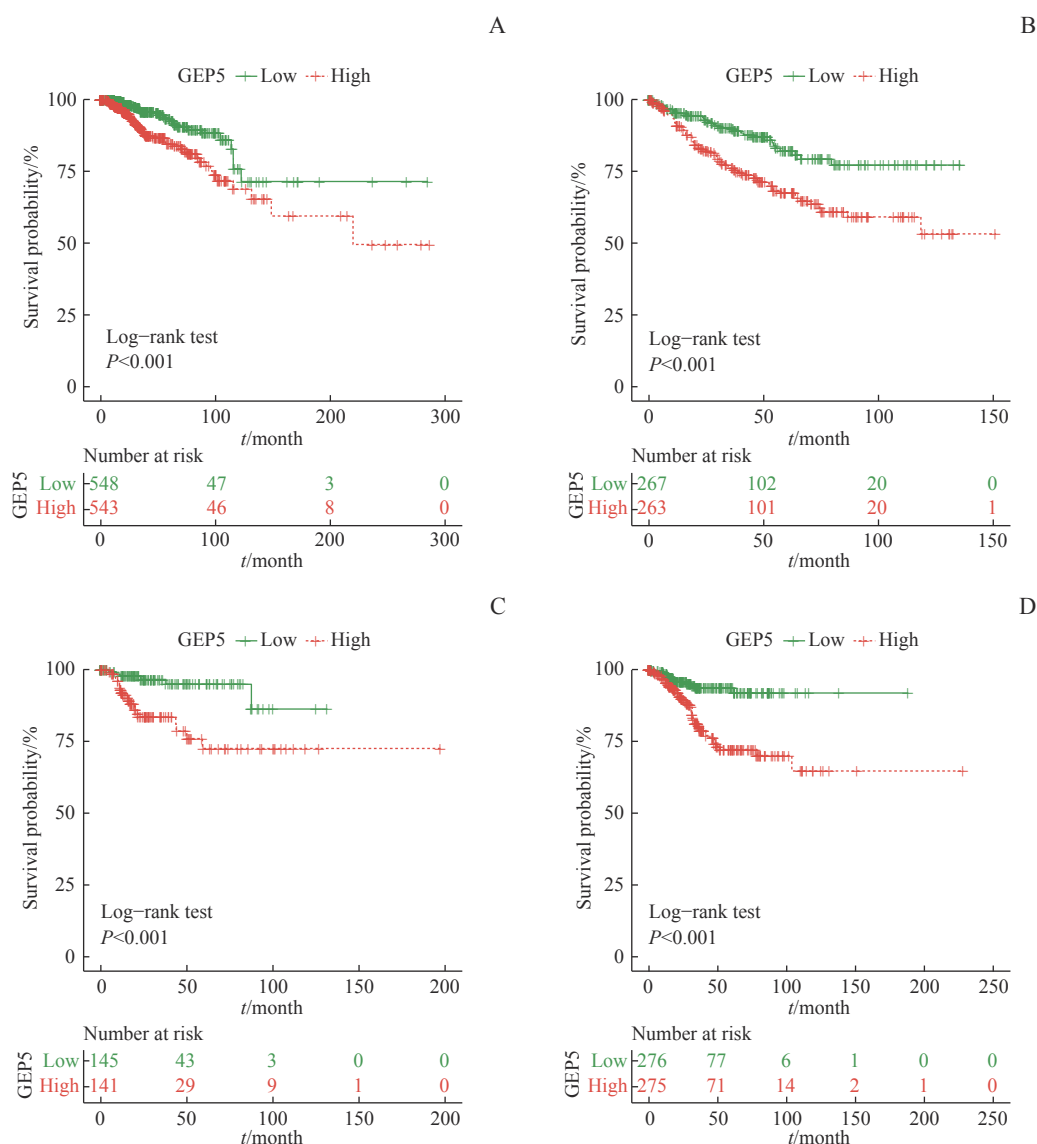 A
GEP5 Low High
100
75
50
25
0
Survival probability/%
Log−rank test
P<0.001
0 100 200 300
t/month
Number at risk
GEP5
Low 548 47 3 0
High 543 46 8 0
0 100 200 300
t/month
B
GEP5 Low High
100
75
50
25
0
Survival probability/%
Log−rank test
P<0.001
0 50 100 150
t/month
Number at risk
GEP5
Low 267 102 20 0
High 263 101 20 1
0 50 100 150
t/month
C
GEP5 Low High
100
75
50
25
0
Survival probability/%
Log−rank test
P<0.001
0 50 100 150 200
t/month
Number at risk
GEP5
Low 145 43 3 0 0
High 141 29 9 1 0
0 50 100 150 200
t/month
D
GEP5 Low High
100
75
50
25
0
Survival probability/%
Log−rank test
P<0.001
0 50 100 150 200 250
t/month
Number at risk
GEP5
Low 276 77 6 1 0 0
High 275 71 14 2 1 0
0 50 100 150 200 250
t/month